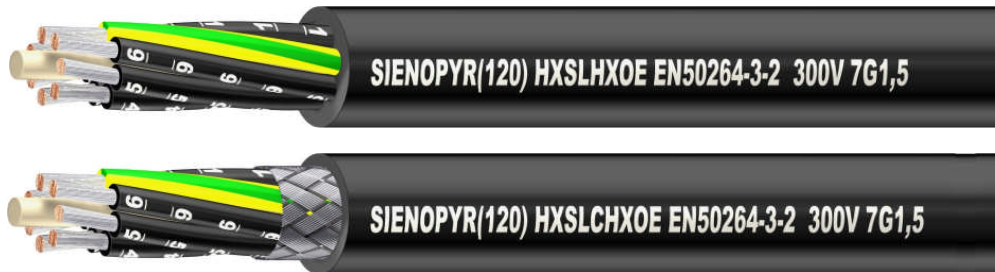 SIENOPYR(120) HXSLHXOE EN50264-3-2 300V 7G1,5
SIENOPYR(120) HXSLCHXOE EN50264-3-2 300V 7G1,5